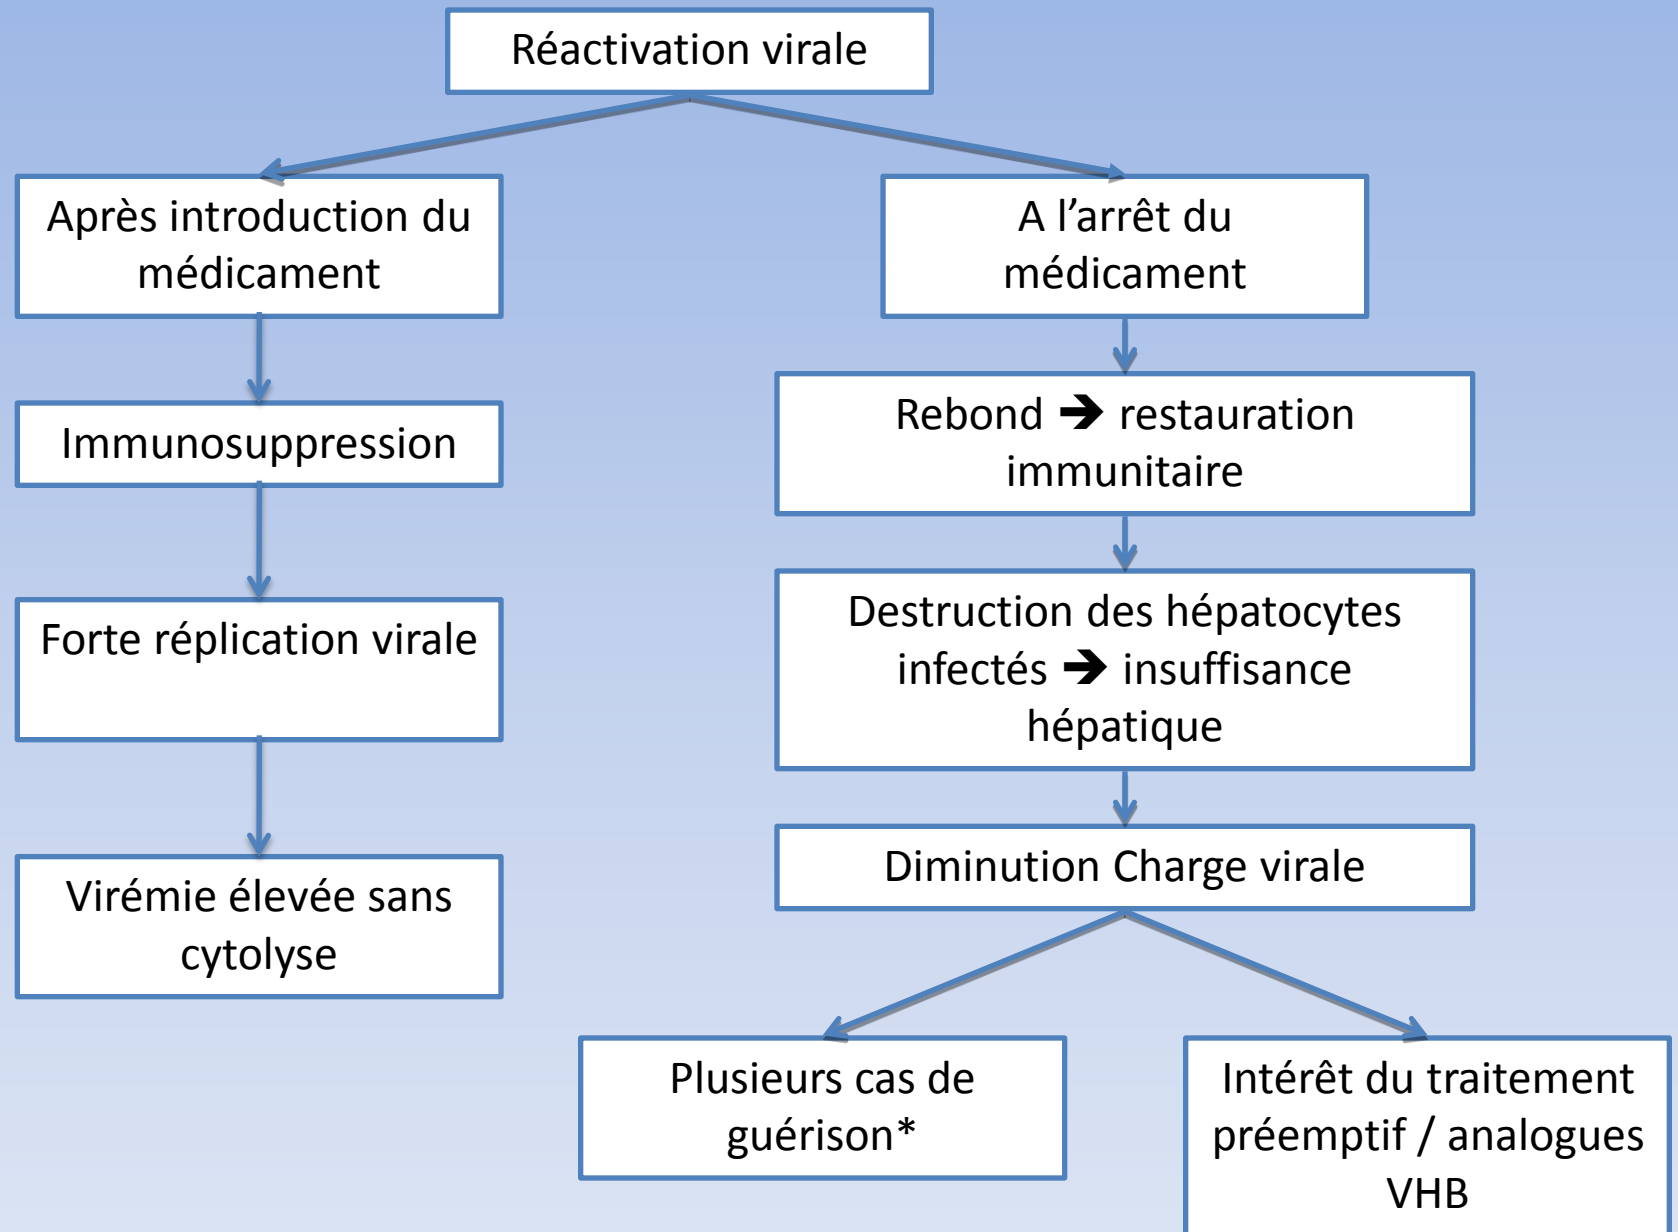 Réactivation virale
Après introduction du
médicament
A l’arrêt du
médicament
Immunosuppression
Rebond ➔ restauration
immunitaire
Forte réplication virale
Destruction des hépatocytes
infectés ➔ insuffisance
hépatique
Virémie élevée sans
cytolyse
Diminution Charge virale
Plusieurs cas de
guérison*
Intérêt du traitement
préemptif / analogues
VHB